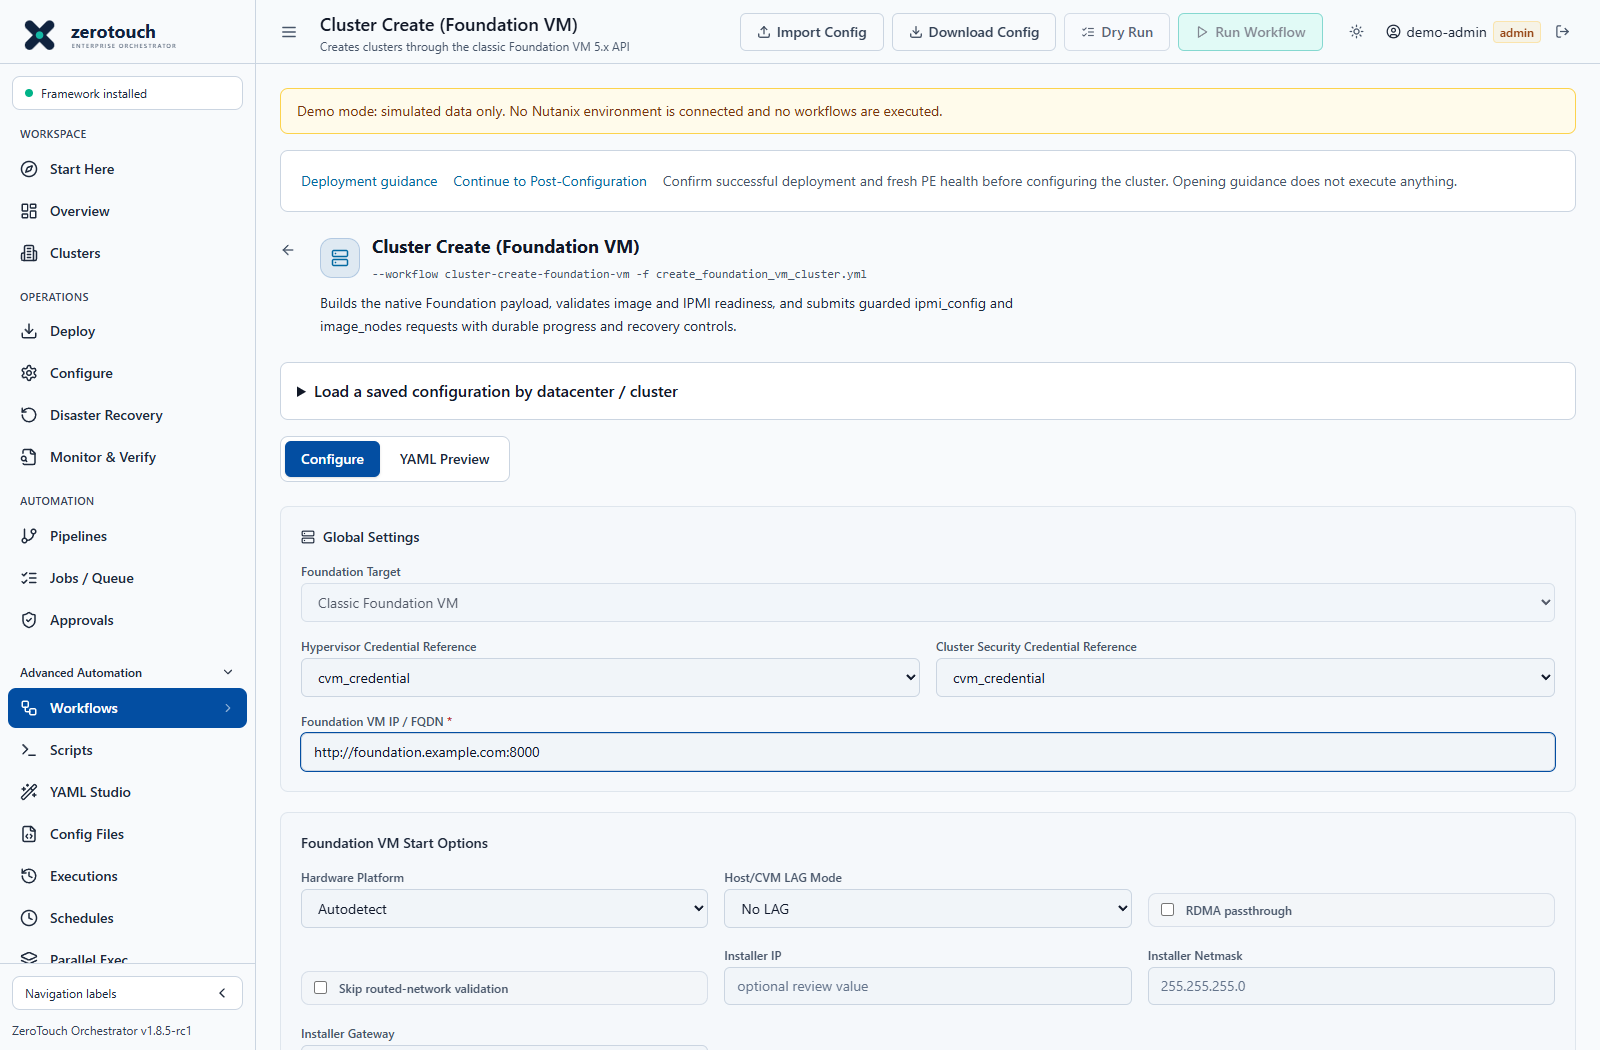 zerotouch
ENTERPRISE ORCHESTRATOR
Cluster Create (Foundation VM)
Creates clusters through the classic Foundation VM 5.x API
Import Config
Download Config
Dry Run
Run Workflow
demo-admin
admin
Framework installed
WORKSPACE
Start Here
Overview
Clusters
OPERATIONS
Deploy
Configure
Disaster Recovery
Monitor & Verify
AUTOMATION
Pipelines
Jobs / Queue
Approvals
Advanced Automation
Workflows
Scripts
YAML Studio
Config Files
Executions
Schedules
Parallel Exec
Navigation labels
ZeroTouch Orchestrator v1.8.5-rc1
Demo mode: simulated data only. No Nutanix environment is connected and no workflows are executed.
Deployment guidance Continue to Post-Configuration Confirm successful deployment and fresh PE health before configuring the cluster. Opening guidance does not execute anything.
Cluster Create (Foundation VM)
--workflow cluster-create-foundation-vm -f create_foundation_vm_cluster.yml
Builds the native Foundation payload, validates image and IPMI readiness, and submits guarded ipmi_config and
image_nodes requests with durable progress and recovery controls.
Load a saved configuration by datacenter / cluster
Configure YAML Preview
Global Settings
Foundation Target
Classic Foundation VM
Hypervisor Credential Reference
cvm_credential
Cluster Security Credential Reference
cvm_credential
Foundation VM IP / FQDN *
http://foundation.example.com:8000
Foundation VM Start Options
Hardware Platform
Autodetect
Host/CVM LAG Mode
No LAG
RDMA passthrough
Skip routed-network validation
Installer IP
optional review value
Installer Netmask
255.255.255.0
Installer Gateway